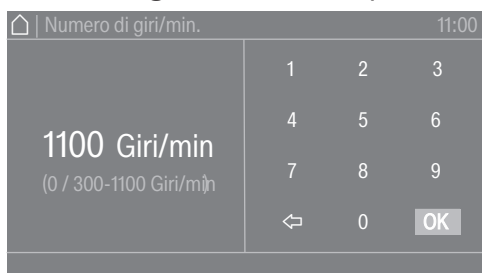 Numero di giri/min. 11:00
1100 Giri/min
(0 / 300-1100 Giri/min)
1 2 3
4 5 6
7 8 9
0 OK